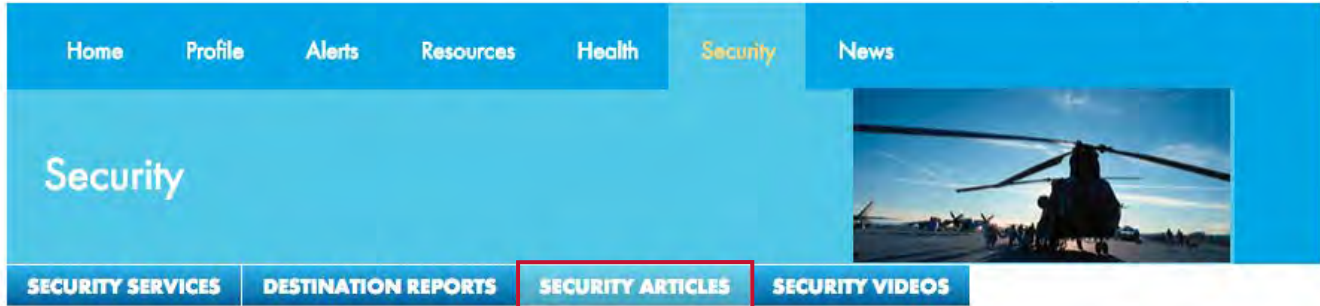 Home Profile Alerts Resources Health Security News
Security
SECURITY SERVICES DESTINATION REPORTS SECURITY ARTICLES SECURITY VIDEOS